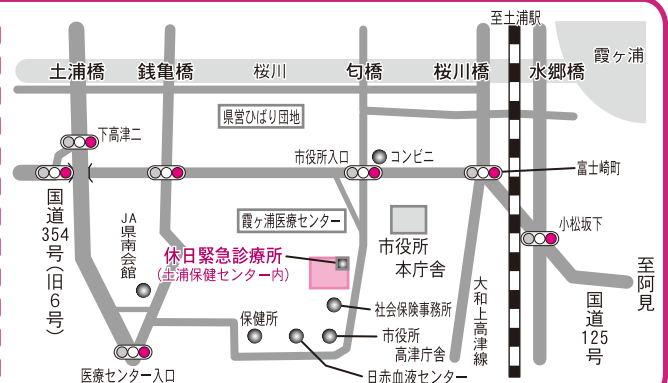 至土浦駅
霞ヶ浦
土浦橋
銭亀橋
桜川
匂橋
桜川橋
水郷橋
県営ひばり団地
下高津二
市役所入口
コンビニ
富士崎町
国道354号(旧6号)
JA県南会館
霞ヶ浦医療センター
市役所
本庁舎
小松坂下
休日緊急診療所
(土浦保健センター内)
至阿見
大和上高津線
国道125号
社会保険事務所
保健所
市役所
高津庁舎
医療センター入口
日赤血液センター